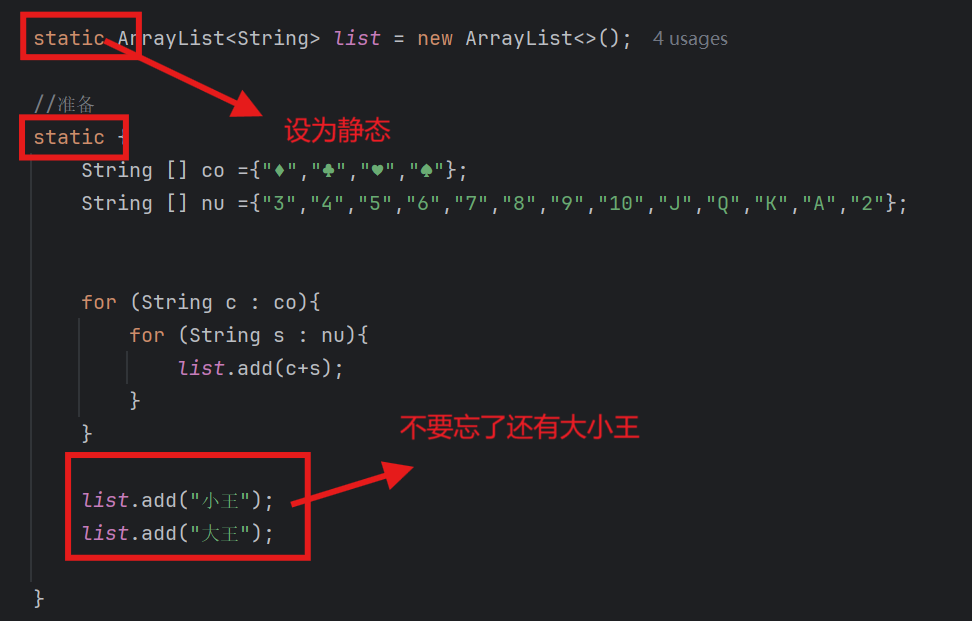 static ArrayList<String> list = new ArrayList<>(); 4 usages
//准备
static {
设为静态
String [] co ={"♦","♣","♥","♠"};
String [] nu ={"3","4","5","6","7","8","9","10","J","Q","K","A","2"};
for (String c : co){
for (String s : nu){
list.add(c+s);
}
}
不要忘了还有大小王
list.add("小王");
list.add("大王");
}